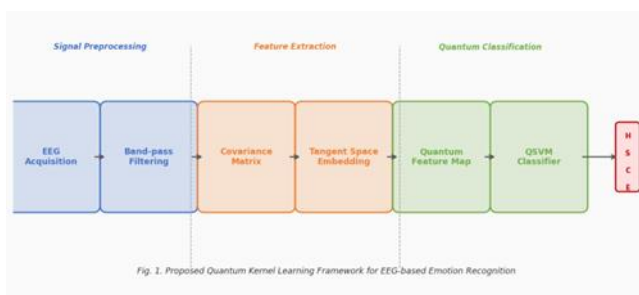 Signal Preprocessing
Feature Extraction
Quantum Classification
EEG
Acquisition
Band-pass
Filtering
Covariance
Matrix
Tangent Space
Embedding
Quantum
Feature Map
QSVM
Classifier
H
S
C
E
Fig. 1. Proposed Quantum Kernel Learning Framework for EEG-based Emotion Recognition